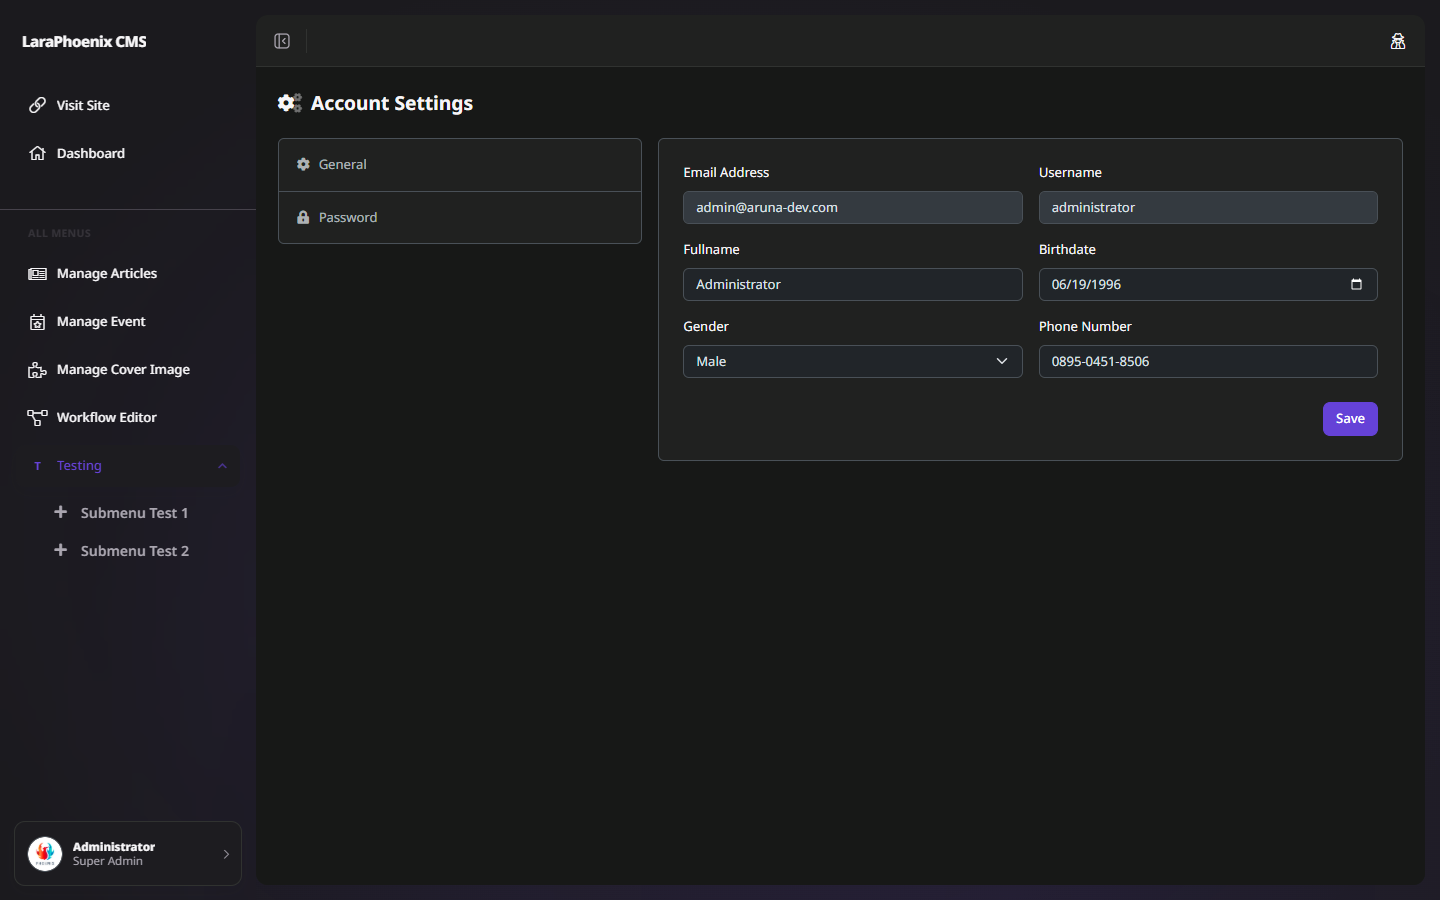 LaraPhoenix CMS
Visit Site
Dashboard
ALL MENUS
Manage Articles
Manage Event
Manage Cover Image
Workflow Editor
T Testing
Submenu Test 1
Submenu Test 2
Administrator
Super Admin
Account Settings
General
Password
Email Address
admin@aruna-dev.com
Username
administrator
Fullname
Administrator
Birthdate
06/19/1996
Gender
Male
Phone Number
0895-0451-8506
Save